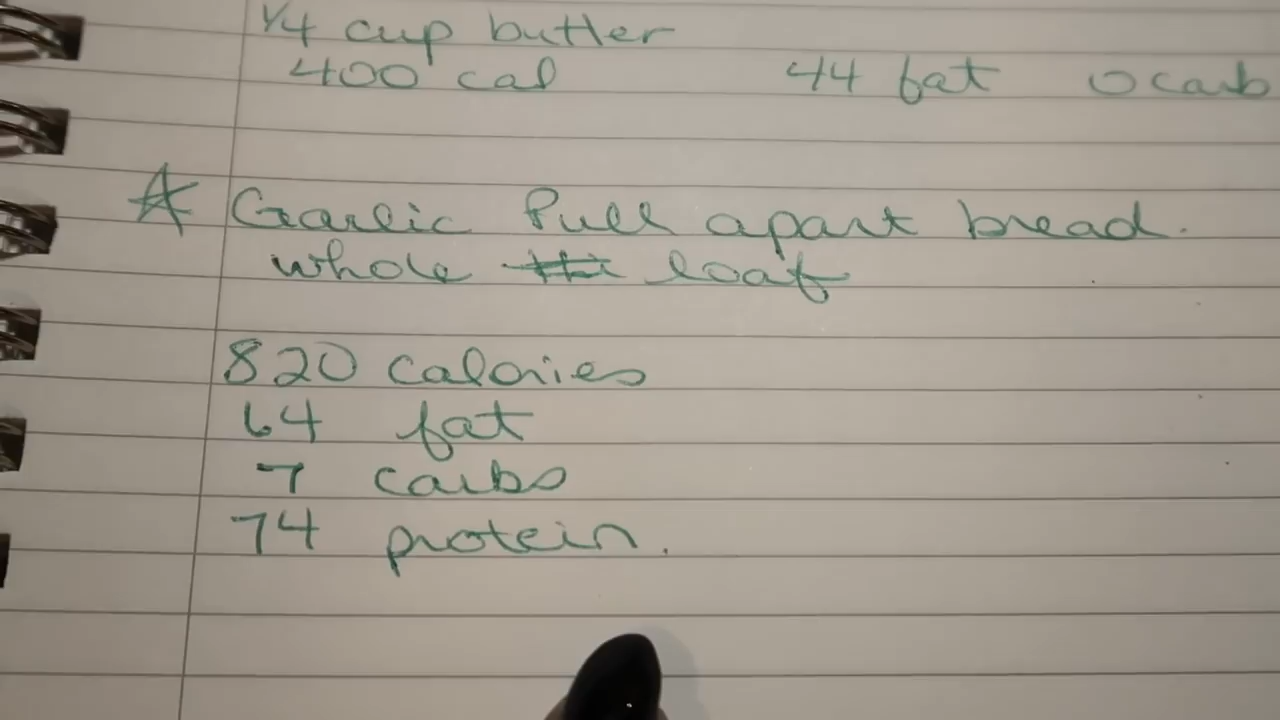 1/4 cup butter
400 cal 44 fat 0 carb
☆ Garlic Pull apart bread.
whole loaf
820 calories
64 fat
7 carbs
74 protein.